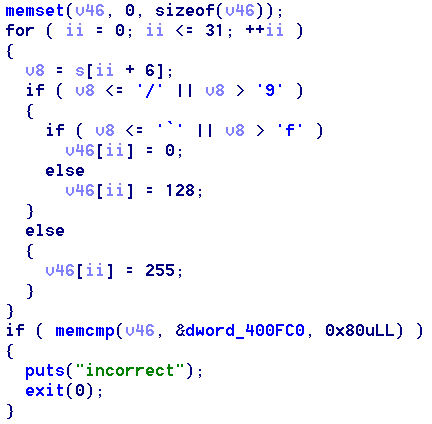 memset(v46, 0, sizeof(v46));
for ( ii = 0; ii <= 31; ++ii )
{
  v8 = s[ii + 6];
  if ( v8 <= '/' || v8 > '9' )
  {
    if ( v8 <= '`' || v8 > 'f' )
      v46[ii] = 0;
    else
      v46[ii] = 128;
  }
  else
  {
    v46[ii] = 255;
  }
}
if ( memcmp(v46, &dword_400FC0, 0x80uLL) )
{
  puts("incorrect");
  exit(0);
}